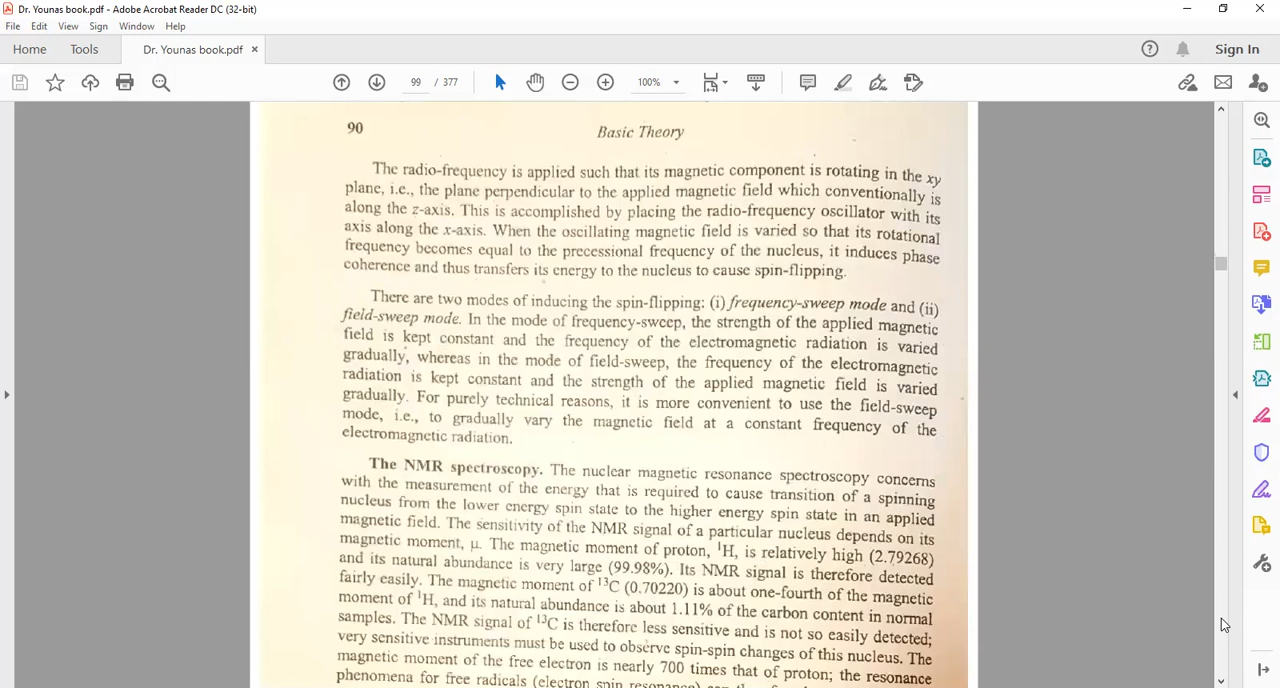 Dr. Younas book.pdf - Adobe Acrobat Reader DC (32-bit)
File Edit View Sign Window Help
Home Tools Dr. Younas book.pdf × Sign In
99 / 377 100%
90 Basic Theory
The radio-frequency is applied such that its magnetic component is rotating in the xy
plane, i.e., the plane perpendicular to the applied magnetic field which conventionally is
along the z-axis. This is accomplished by placing the radio-frequency oscillator with its
axis along the x-axis. When the oscillating magnetic field is varied so that its rotational
frequency becomes equal to the precessional frequency of the nucleus, it induces phase
coherence and thus transfers its energy to the nucleus to cause spin-flipping.
There are two modes of inducing the spin-flipping: (i) frequency-sweep mode and (ii)
field-sweep mode. In the mode of frequency-sweep, the strength of the applied magnetic
field is kept constant and the frequency of the electromagnetic radiation is varied
gradually, whereas in the mode of field-sweep, the frequency of the electromagnetic
radiation is kept constant and the strength of the applied magnetic field is varied
gradually. For purely technical reasons, it is more convenient to use the field-sweep
mode, i.e., to gradually vary the magnetic field at a constant frequency of the
electromagnetic radiation.
The NMR spectroscopy. The nuclear magnetic resonance spectroscopy concerns
with the measurement of the energy that is required to cause transition of a spinning
nucleus from the lower energy spin state to the higher energy spin state in an applied
magnetic field. The sensitivity of the NMR signal of a particular nucleus depends on its
magnetic moment, μ. The magnetic moment of proton, ¹H, is relatively high (2.79268)
and its natural abundance is very large (99.98%). Its NMR signal is therefore detected
fairly easily. The magnetic moment of ¹³C (0.70220) is about one-fourth of the magnetic
moment of ¹H, and its natural abundance is about 1.11% of the carbon content in normal
samples. The NMR signal of ¹³C is therefore less sensitive and is not so easily detected;
very sensitive instruments must be used to observe spin-spin changes of this nucleus. The
magnetic moment of the free electron is nearly 700 times that of proton; the resonance
phenomena for free radicals (electron spin resonance)